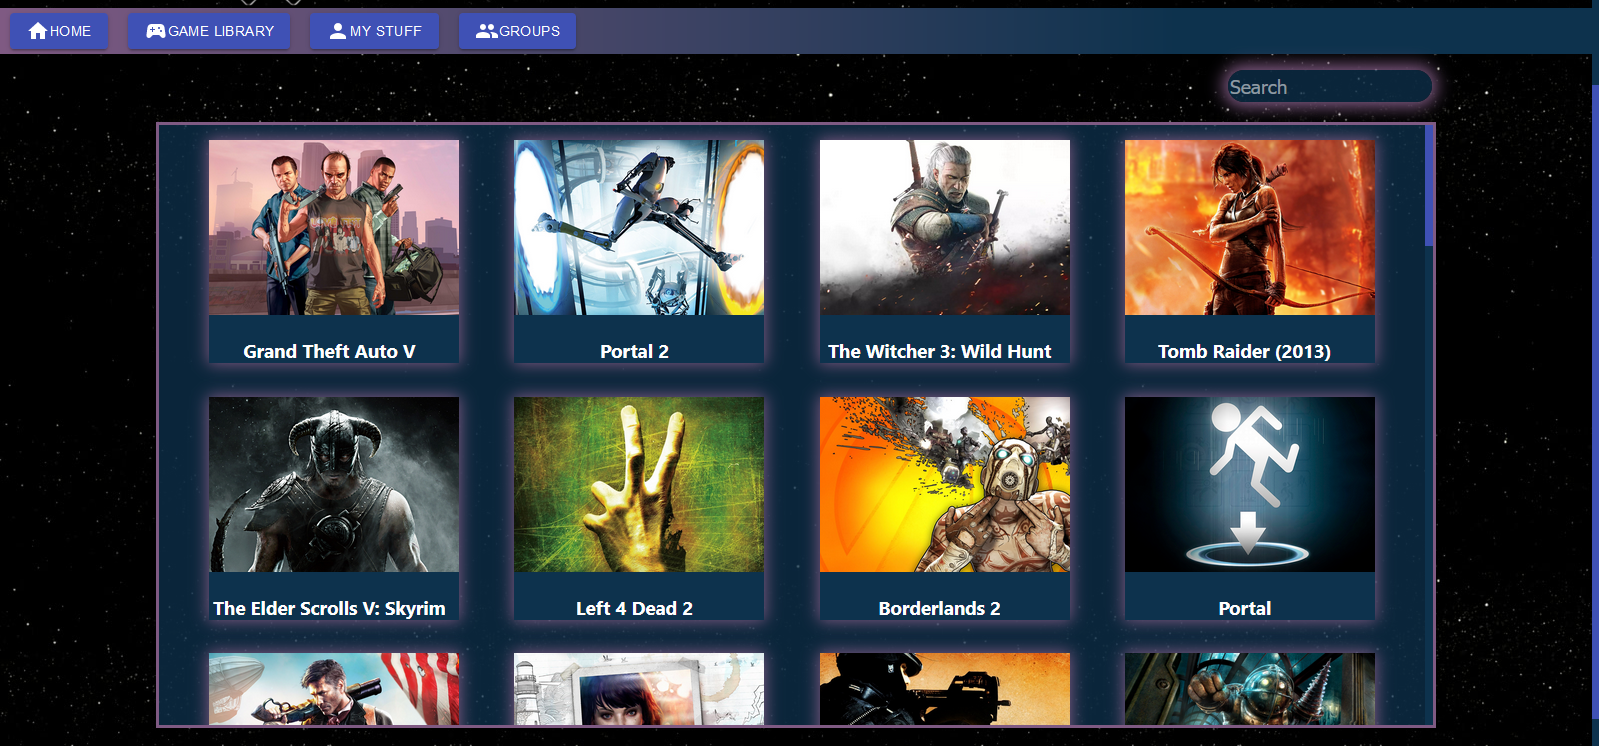 HOME
GAME LIBRARY
MY STUFF
GROUPS
Search
Grand Theft Auto V
Portal 2
The Witcher 3: Wild Hunt
Tomb Raider (2013)
The Elder Scrolls V: Skyrim
Left 4 Dead 2
Borderlands 2
Portal